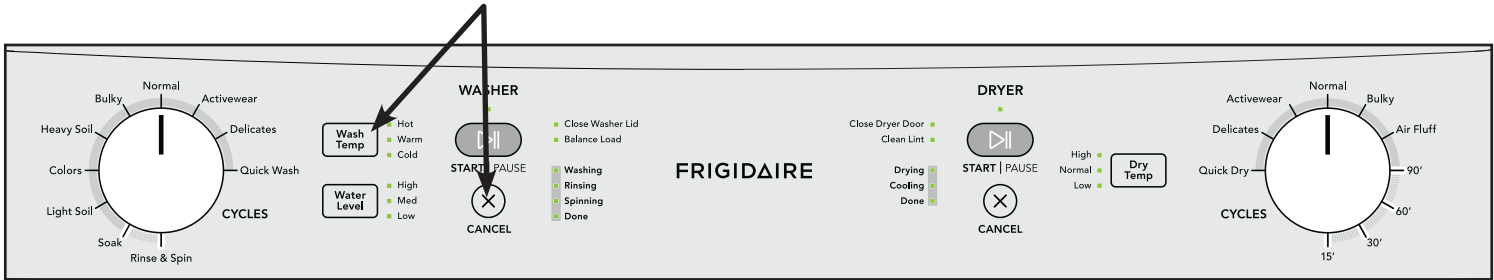 Normal
Bulky
Activewear
Heavy Soil
Delicates
Colors
Quick Wash
Light Soil
Soak
Rinse & Spin
CYCLES
Wash
Temp
Hot
Warm
Cold
Water
Level
High
Med
Low
WASHER
START | PAUSE
CANCEL
Close Washer Lid
Balance Load
Washing
Rinsing
Spinning
Done
FRIGIDAIRE
Close Dryer Door
Clean Lint
Drying
Cooling
Done
DRYER
START | PAUSE
CANCEL
High
Normal
Low
Dry
Temp
Normal
Activewear
Bulky
Delicates
Air Fluff
Quick Dry
90'
60'
30'
15'
CYCLES